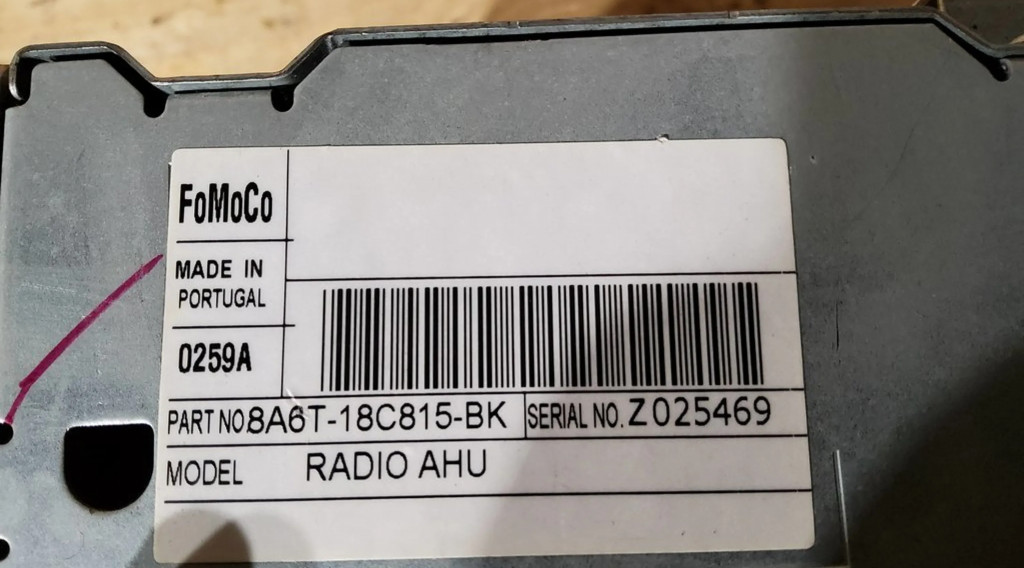 FoMoCo
MADE IN
PORTUGAL
0259A
PART NO. 8A6T-18C815-BK SERIAL NO. Z025469
MODEL RADIO AHU